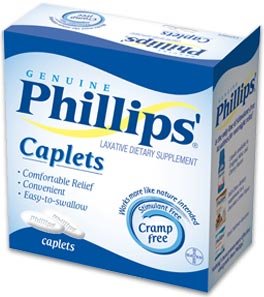 GENUINE
Phillips'
LAXATIVE DIETARY SUPPLEMENT
Caplets
• Comfortable Relief
• Convenient
• Easy-to-swallow
Works more like nature intended
Stimulant Free
Cramp
free
caplets
BAYER
Phillips'